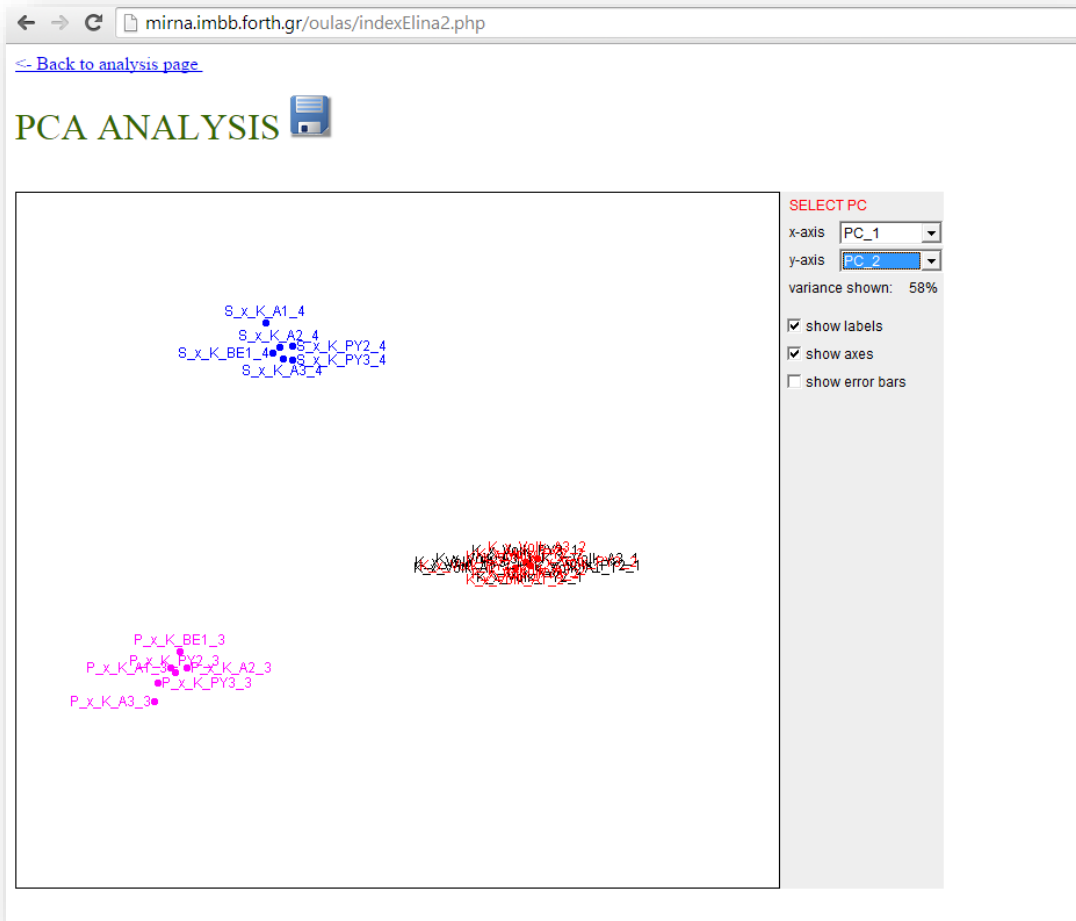 mirna.imbb.forth.gr/oulas/indexElina2.php
<- Back to analysis page
PCA ANALYSIS
SELECT PC
x-axis PC_1
y-axis PC_2
variance shown: 58%
show labels
show axes
show error bars
S_x_K_A1_4
S_x_K_A2_4
S_x_K_PY2_4
S_x_K_BE1_4
S_x_K_PY3_4
S_x_K_A3_4
P_x_K_BE1_3
P_x_K_PY2_3
P_x_K_A1_3
P_x_K_A2_3
P_x_K_PY3_3
P_x_K_A3_3